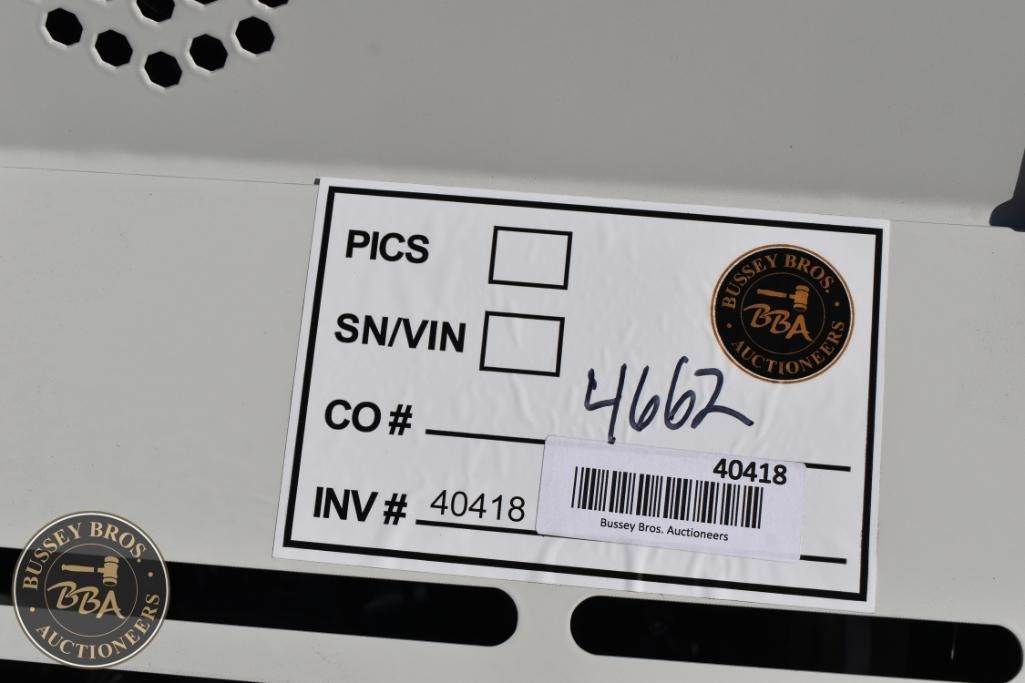 PICS
SN/VIN
CO # 4662
INV # 40418
40418
Bussey Bros. Auctioneers
BUSSEY BROS.
BBA
AUCTIONEERS
BUSSEY BROS.
BBA
AUCTIONEERS